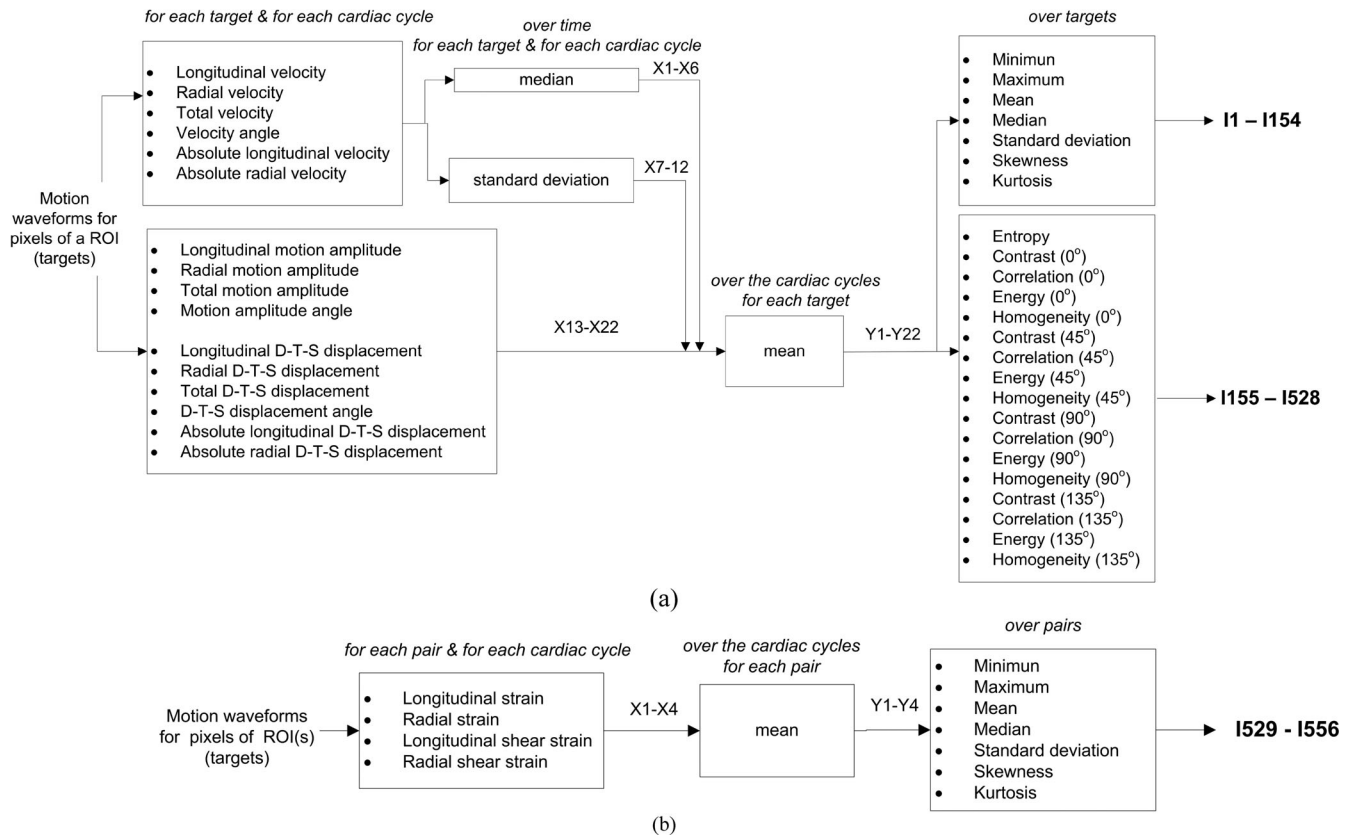 for each target & for each cardiac cycle
Longitudinal velocity
Radial velocity
Total velocity
Velocity angle
Absolute longitudinal velocity
Absolute radial velocity
over time
for each target & for each cardiac cycle
median
X1-X6
standard deviation
X7-12
Motion
waveforms for
pixels of a ROI
(targets)
Longitudinal motion amplitude
Radial motion amplitude
Total motion amplitude
Motion amplitude angle
Longitudinal D-T-S displacement
Radial D-T-S displacement
Total D-T-S displacement
D-T-S displacement angle
Absolute longitudinal D-T-S displacement
Absolute radial D-T-S displacement
X13-X22
over the cardiac cycles
for each target
mean
Y1-Y22
over targets
Minimun
Maximum
Mean
Median
Standard deviation
Skewness
Kurtosis
I1 – I154
Entropy
Contrast (0°)
Correlation (0°)
Energy (0°)
Homogeneity (0°)
Contrast (45°)
Correlation (45°)
Energy (45°)
Homogeneity (45°)
Contrast (90°)
Correlation (90°)
Energy (90°)
Homogeneity (90°)
Contrast (135°)
Correlation (135°)
Energy (135°)
Homogeneity (135°)
I155 – I528
(a)
Motion waveforms
for pixels of ROI(s)
(targets)
for each pair & for each cardiac cycle
Longitudinal strain
Radial strain
Longitudinal shear strain
Radial shear strain
X1-X4
over the cardiac cycles
for each pair
mean
Y1-Y4
over pairs
Minimun
Maximum
Mean
Median
Standard deviation
Skewness
Kurtosis
I529 - I556
(b)